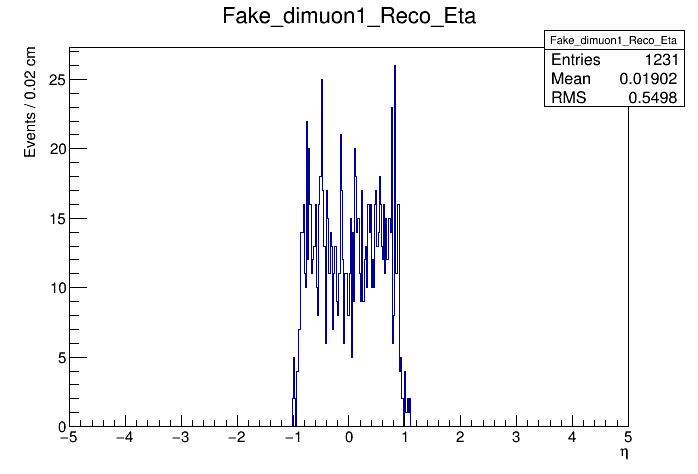 Fake_dimuon1_Reco_Eta
Fake_dimuon1_Reco_Eta
Entries 1231
Mean 0.01902
RMS 0.5498
Events / 0.02 cm
25
20
15
10
5
0
−5 −4 −3 −2 −1 0 1 2 3 4 5
η